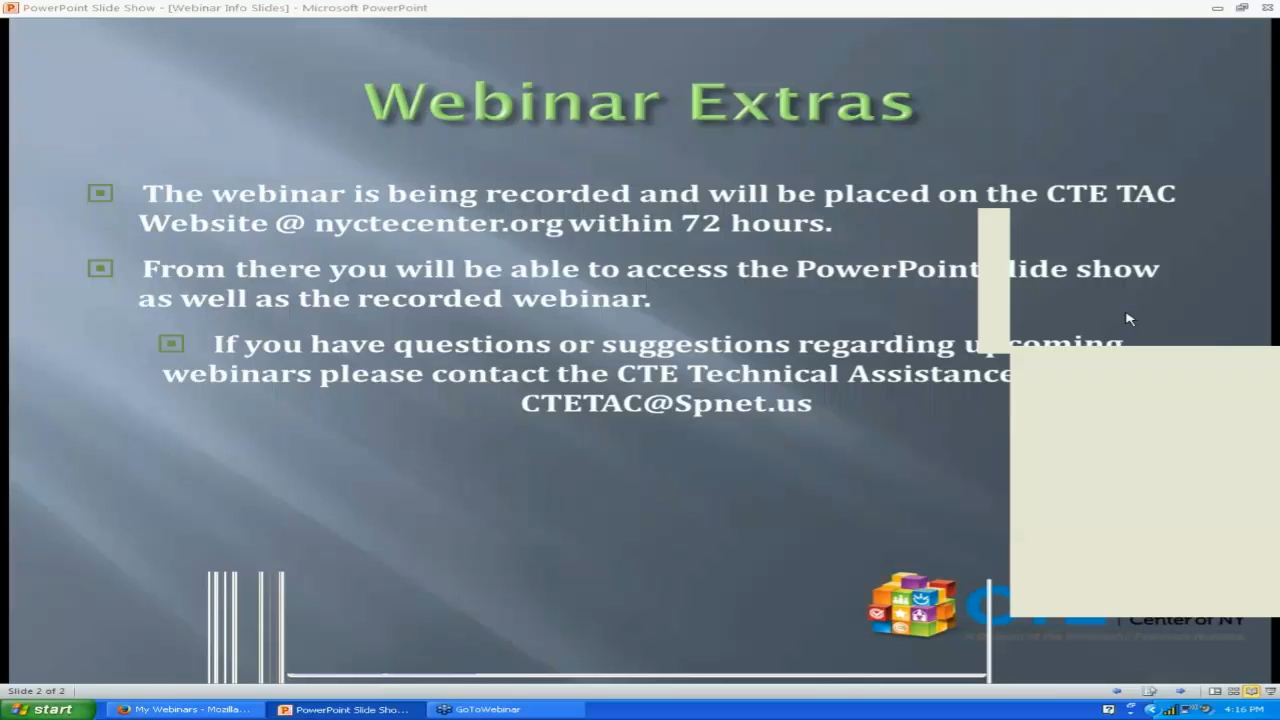 PowerPoint Slide Show - [Webinar Info Slides] - Microsoft PowerPoint
Webinar Extras
The webinar is being recorded and will be placed on the CTE TAC
Website @ nyctecenter.org within 72 hours.
From there you will be able to access the PowerPoint lide show
as well as the recorded webinar.
If you have questions or suggestions regarding upcoming
webinars please contact the CTE Technical Assistance
CTETAC@Spnet.us
Center of NY
Slide 2 of 2
start
My Webinars - Mozilla...
PowerPoint Slide Sho...
GoToWebinar
4:16 PM